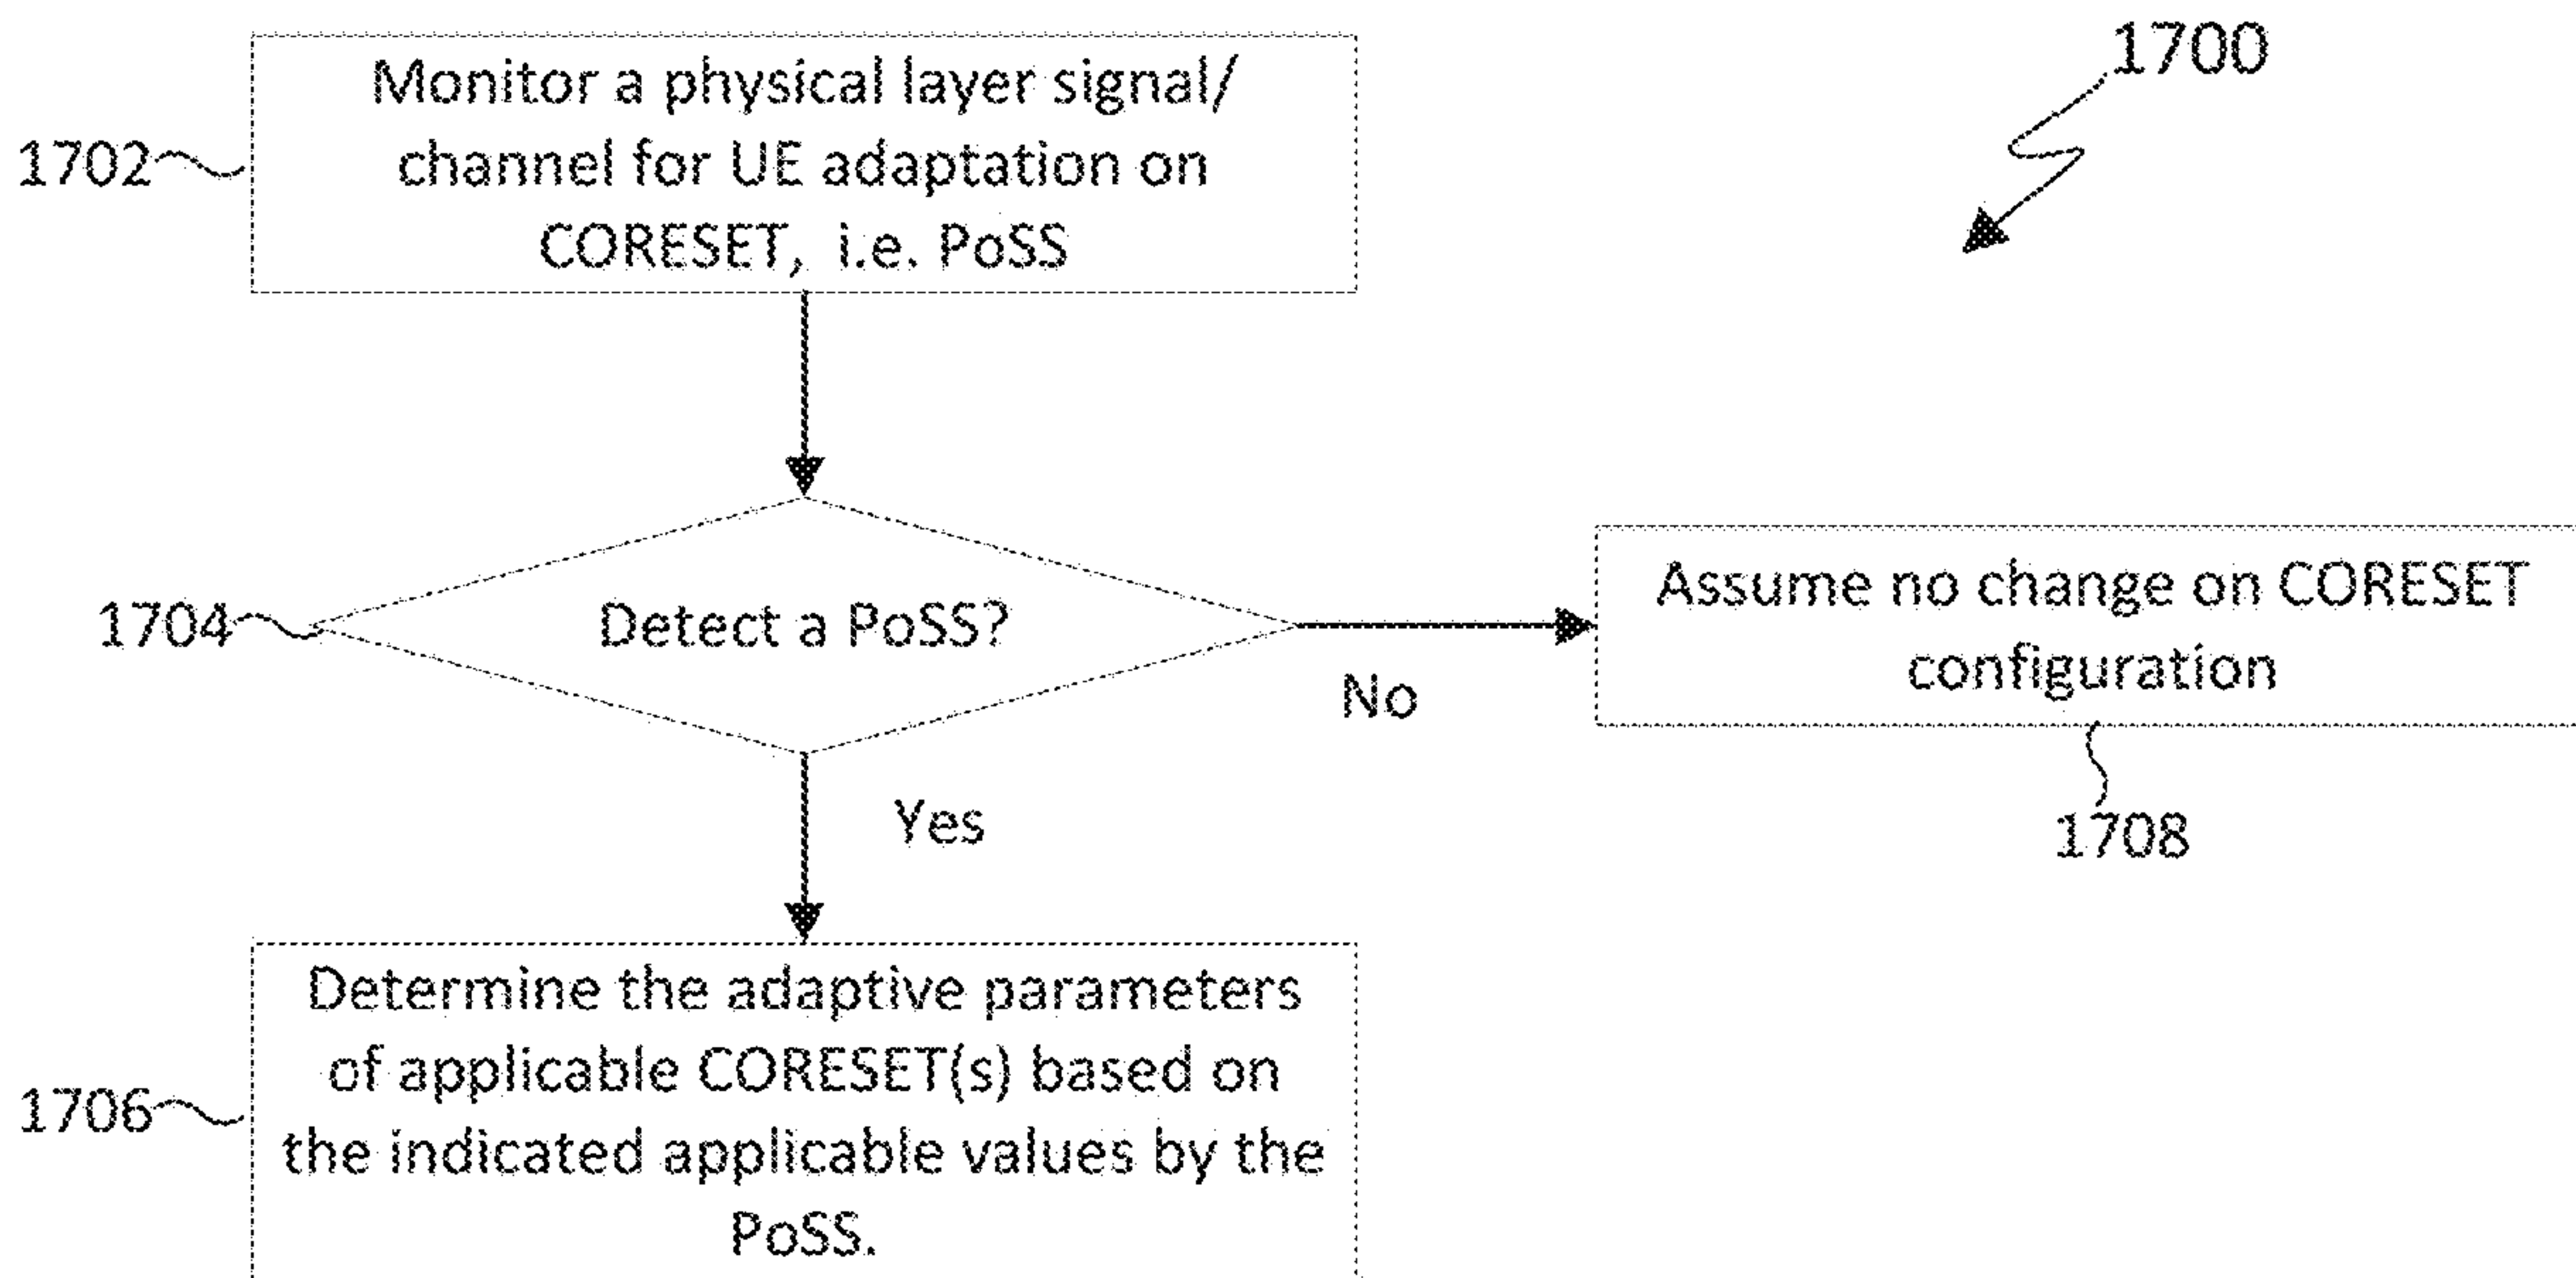 1700
1702
Monitor a physical layer signal/
channel for UE adaptation on
CORESET, i.e. PoSS
1704
Detect a PoSS?
No
Assume no change on CORESET
configuration
1708
Yes
1706
Determine the adaptive parameters
of applicable CORESET(s) based on
the indicated applicable values by the
PoSS.